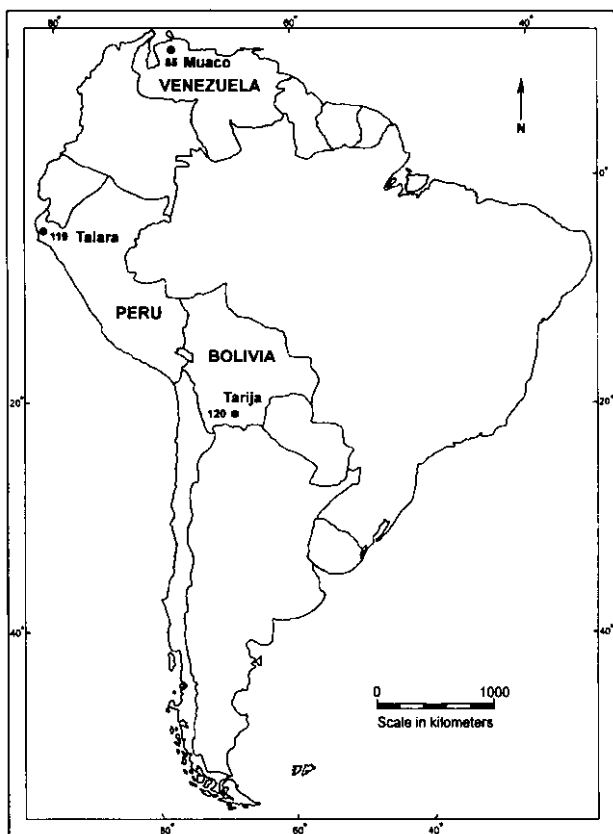 80° 60° 40°
85 Muaco
VENEZUELA
N
0°
119 Talara
PERU
BOLIVIA
Tarija
120
20° 20°
40° 40°
0 1000
Scale in kilometers
80° 60° 40°